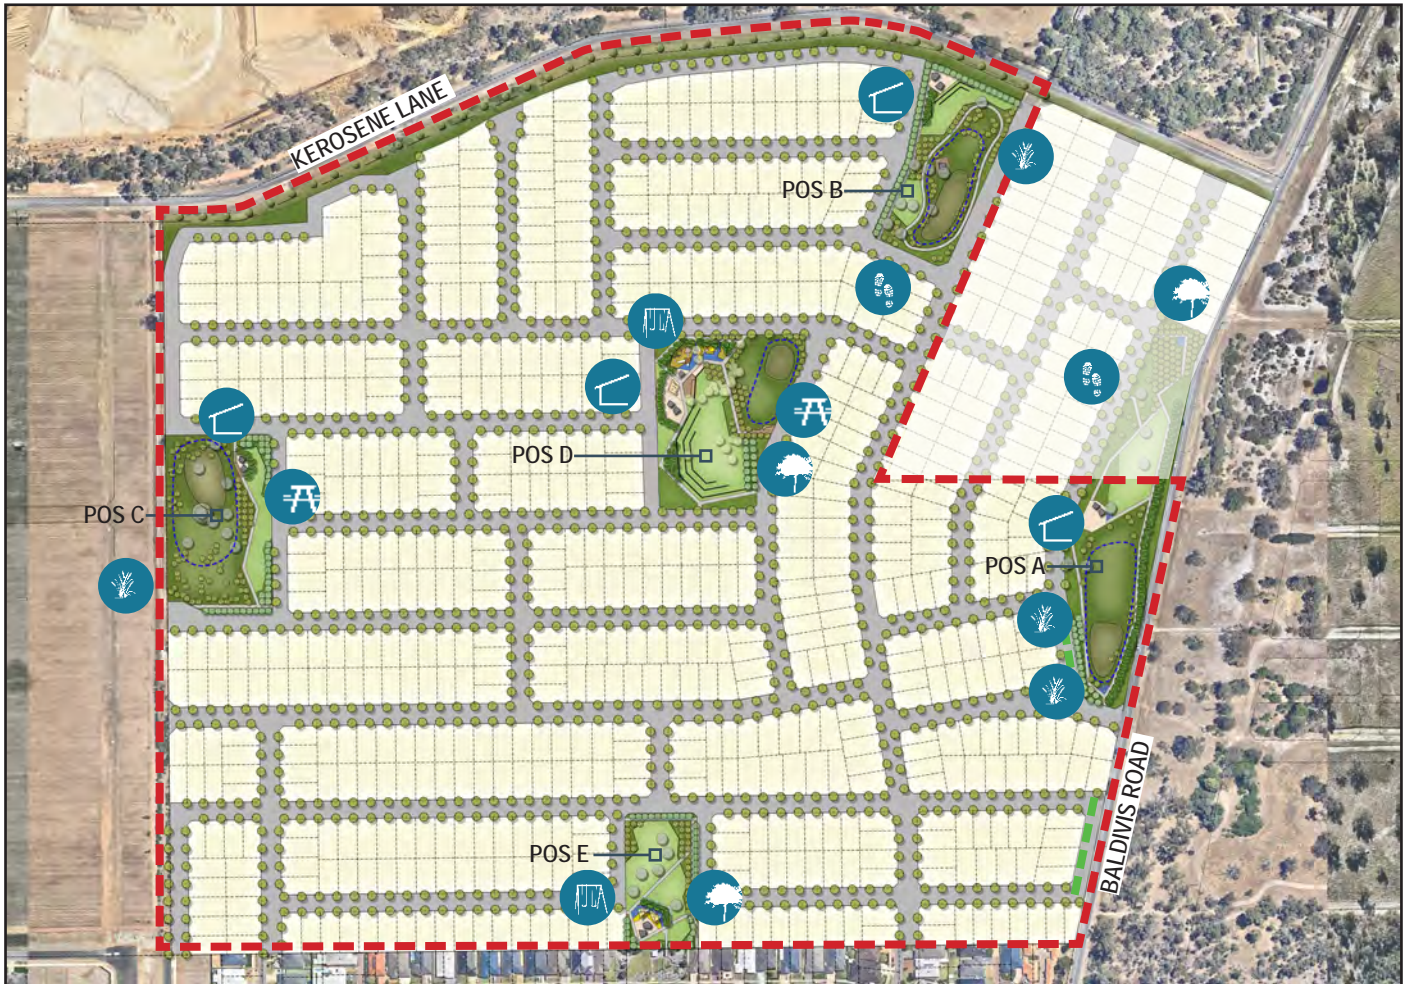 KEROSENE LANE
POS B
POS D
POS C
POS A
BALDIVIS ROAD
POS E